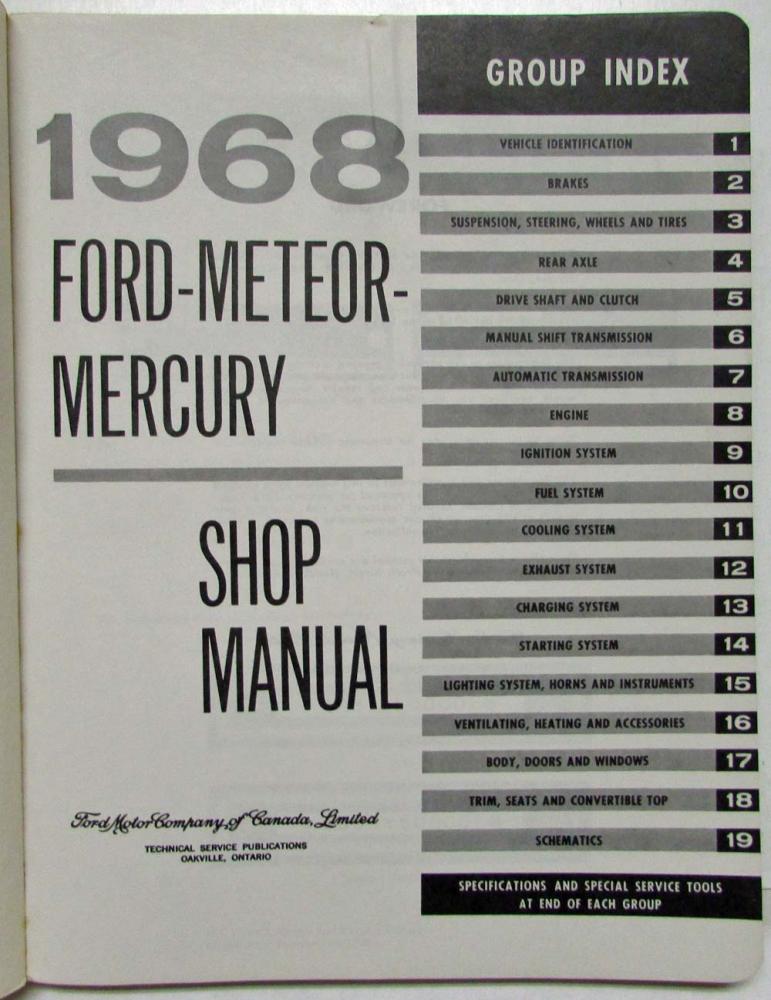 1968
FORD-METEOR-
MERCURY
SHOP
MANUAL
Ford Motor Company of Canada, Limited
TECHNICAL SERVICE PUBLICATIONS
OAKVILLE, ONTARIO
GROUP INDEX
VEHICLE IDENTIFICATION 1
BRAKES 2
SUSPENSION, STEERING, WHEELS AND TIRES 3
REAR AXLE 4
DRIVE SHAFT AND CLUTCH 5
MANUAL SHIFT TRANSMISSION 6
AUTOMATIC TRANSMISSION 7
ENGINE 8
IGNITION SYSTEM 9
FUEL SYSTEM 10
COOLING SYSTEM 11
EXHAUST SYSTEM 12
CHARGING SYSTEM 13
STARTING SYSTEM 14
LIGHTING SYSTEM, HORNS AND INSTRUMENTS 15
VENTILATING, HEATING AND ACCESSORIES 16
BODY, DOORS AND WINDOWS 17
TRIM, SEATS AND CONVERTIBLE TOP 18
SCHEMATICS 19
SPECIFICATIONS AND SPECIAL SERVICE TOOLS
AT END OF EACH GROUP